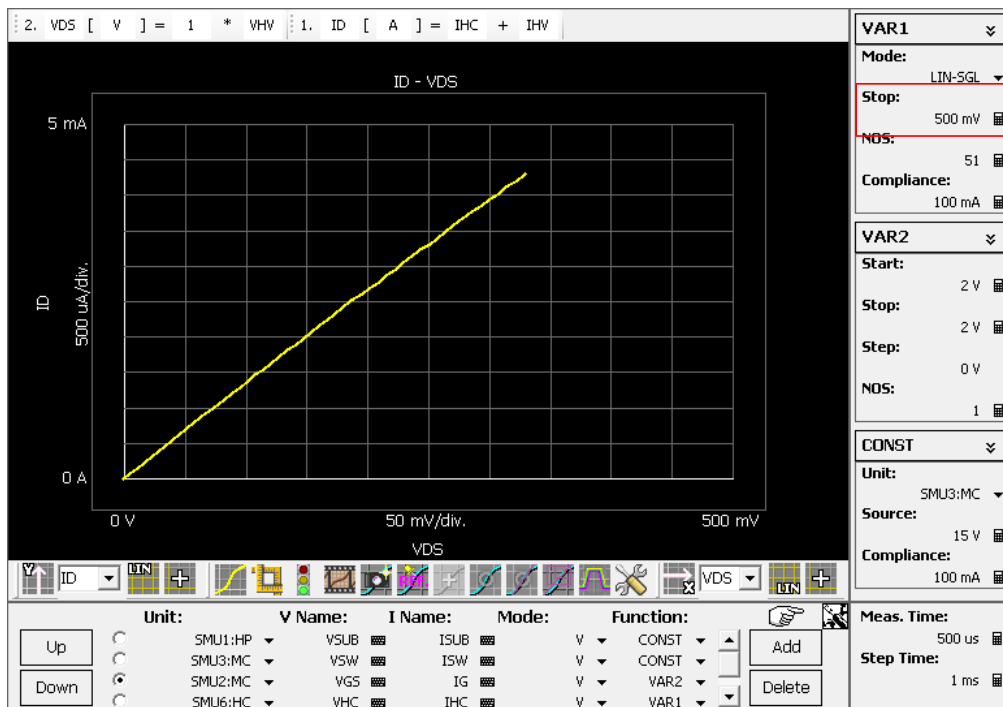 2. VDS [ V ] = 1 * VHV 1. ID [ A ] = IHC + IHV
ID - VDS
5 mA
ID
500 uA/div.
0 A
0 V 50 mV/div. 500 mV
VDS
Y ID LIN REF. X VDS LIN
Unit: V Name: I Name: Mode: Function:
Up SMU1:HP VSUB ISUB V CONST Add
SMU3:MC VSW ISW V CONST
Down SMU2:MC VGS IG V VAR2 Delete
SMU6:HC VHC IHC V VAR1
VAR1
Mode:
LIN-SGL
Stop:
500 mV
NOS:
51
Compliance:
100 mA
VAR2
Start:
2 V
Stop:
2 V
Step:
0 V
NOS:
1
CONST
Unit:
SMU3:MC
Source:
15 V
Compliance:
100 mA
Meas. Time:
500 us
Step Time:
1 ms